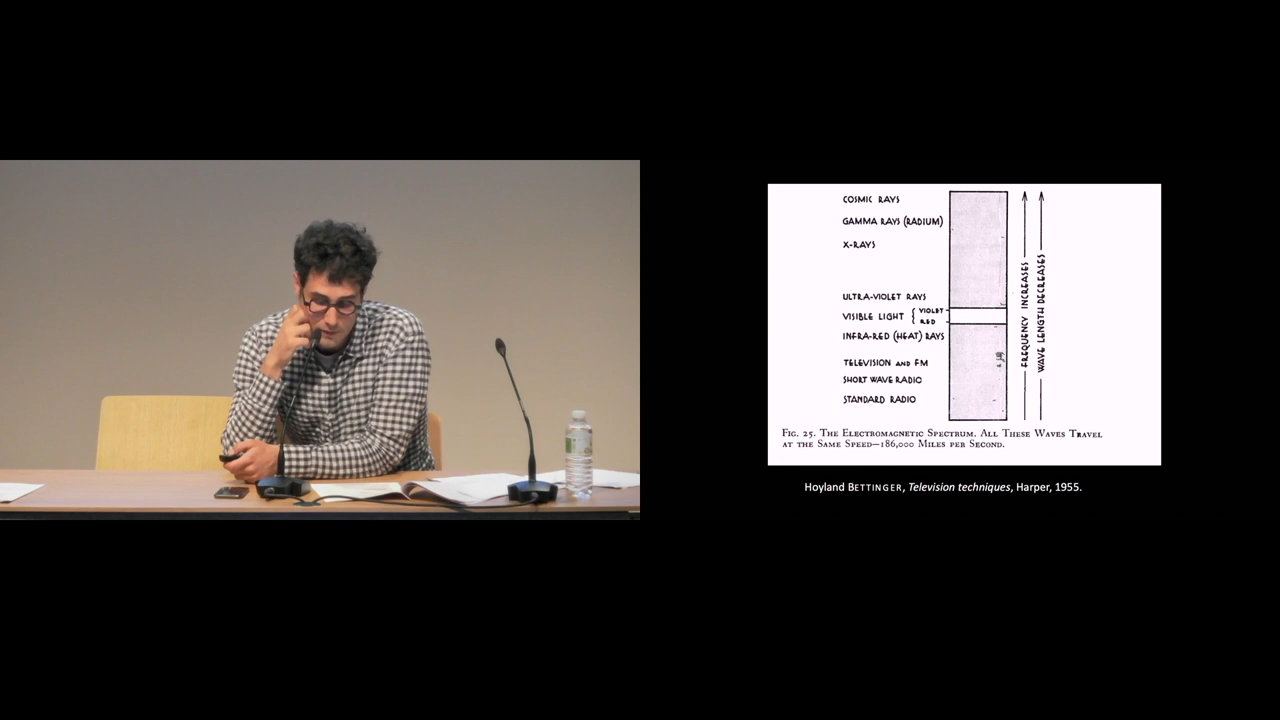 COSMIC RAYS
GAMMA RAYS (RADIUM)
X-RAYS
ULTRA-VIOLET RAYS
VISIBLE LIGHT { VIOLET
RED
INFRA-RED (HEAT) RAYS
TELEVISION AND FM
SHORT WAVE RADIO
STANDARD RADIO
FREQUENCY INCREASES
WAVE LENGTH DECREASES
FIG. 25. THE ELECTROMAGNETIC SPECTRUM. ALL THESE WAVES TRAVEL
AT THE SAME SPEED—186,000 MILES PER SECOND.
Hoyland BETTINGER, Television techniques, Harper, 1955.